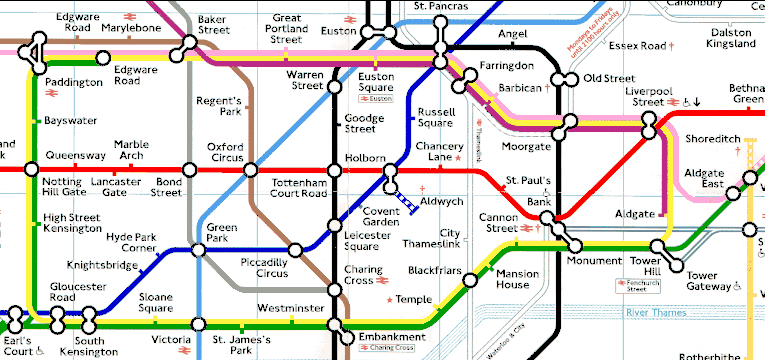 St. Pancras
Canonbury
Edgware
Road
Marylebone
Baker
Street
Great
Portland
Street
Euston
Angel
Mondays to Fridays
until 2100 hours only
Essex Road
Dalston
Kingsland
Paddington
Edgware
Road
Warren
Street
Euston
Square
Euston
Farringdon
Barbican
Old Street
Liverpool
Street
Bethna
Green
Bayswater
Regent's
Park
Goodge
Street
Russell
Square
Thameslink
Moorgate
Shoreditch
Queensway
Marble
Arch
Oxford
Circus
Holborn
Chancery
Lane
Notting
Hill Gate
Lancaster
Gate
Bond
Street
Tottenham
Court Road
St. Paul's
Bank
Aldgate
East
Aldwych
Covent
Garden
Cannon
Street
Aldgate
High Street
Kensington
Hyde Park
Corner
Green
Park
Leicester
Square
City
Thameslink
Knightsbridge
Piccadilly
Circus
Charing
Cross
Blackfriars
Mansion
House
Monument
Tower
Hill
Tower
Gateway
Fenchurch
Street
Gloucester
Road
Sloane
Square
Westminster
Temple
River Thames
Earl's
Court
South
Kensington
Victoria
St. James's
Park
Embankment
Charing Cross
Waterloo & City
Rotherhithe